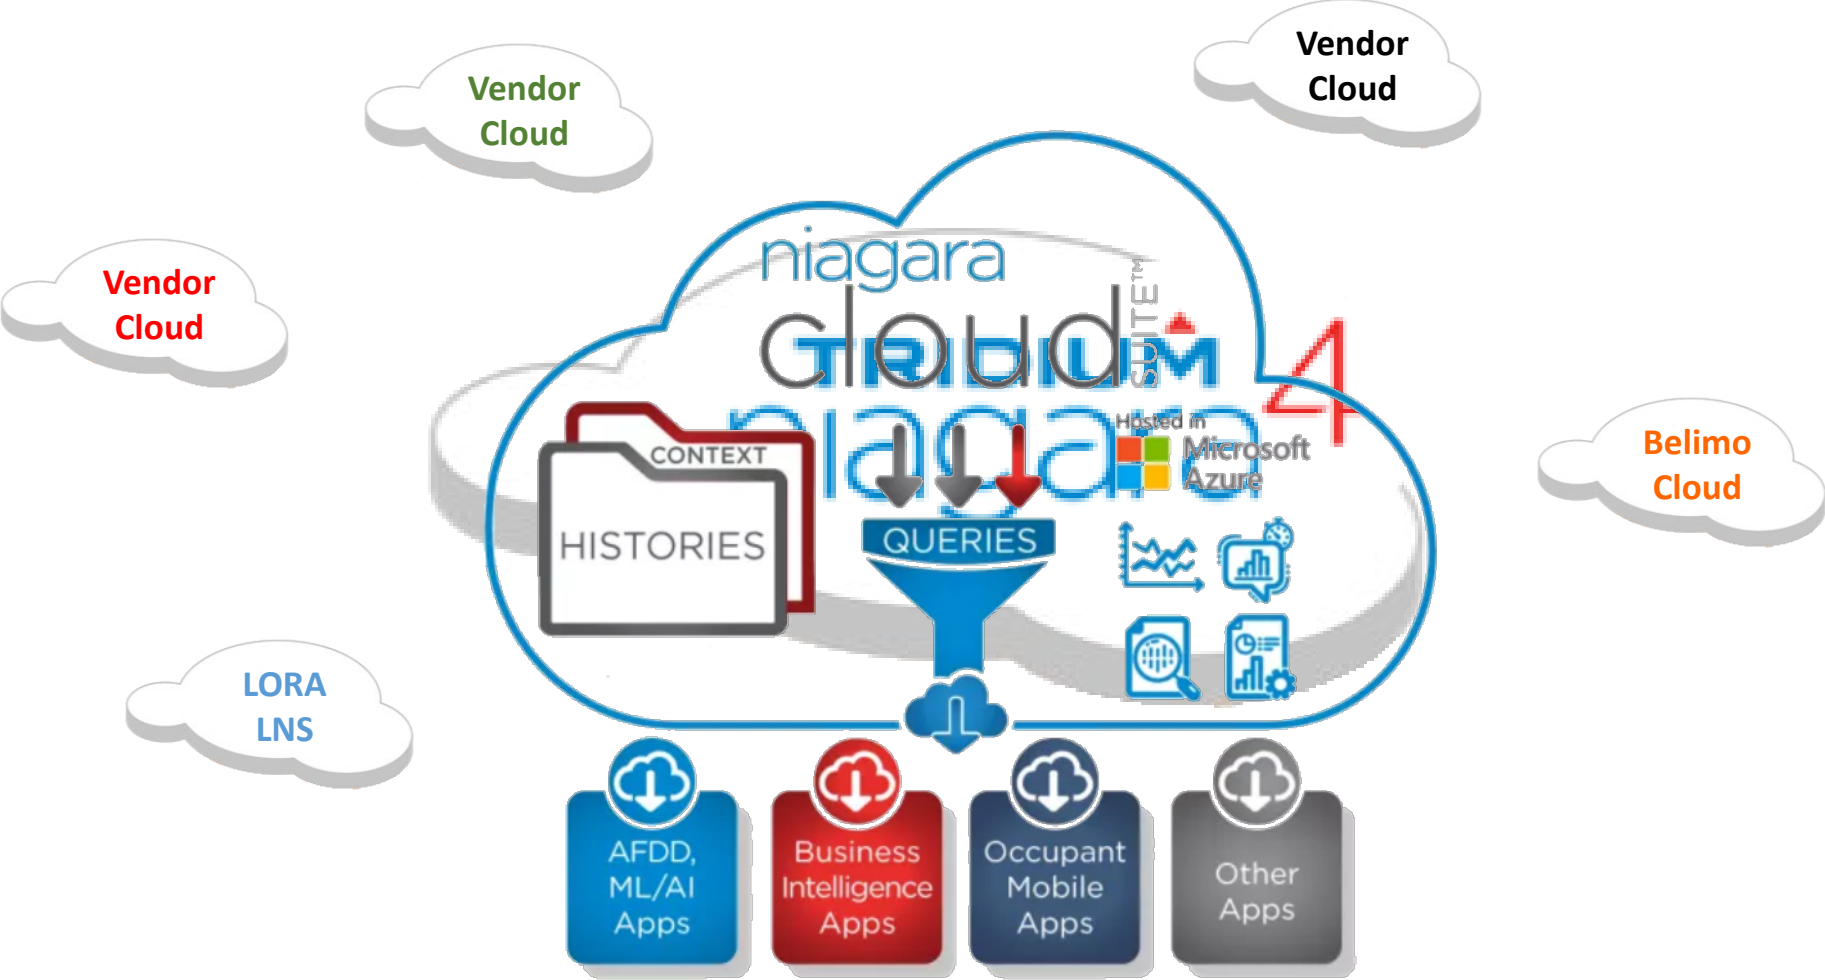 Vendor
Cloud
Vendor
Cloud
Vendor
Cloud
niagara
cloud
SUITE™
TRIDIUM
niagara
4
Hosted in
Microsoft
Azure
CONTEXT
HISTORIES
QUERIES
Belimo
Cloud
LORA
LNS
AFDD,
ML/AI
Apps
Business
Intelligence
Apps
Occupant
Mobile
Apps
Other
Apps